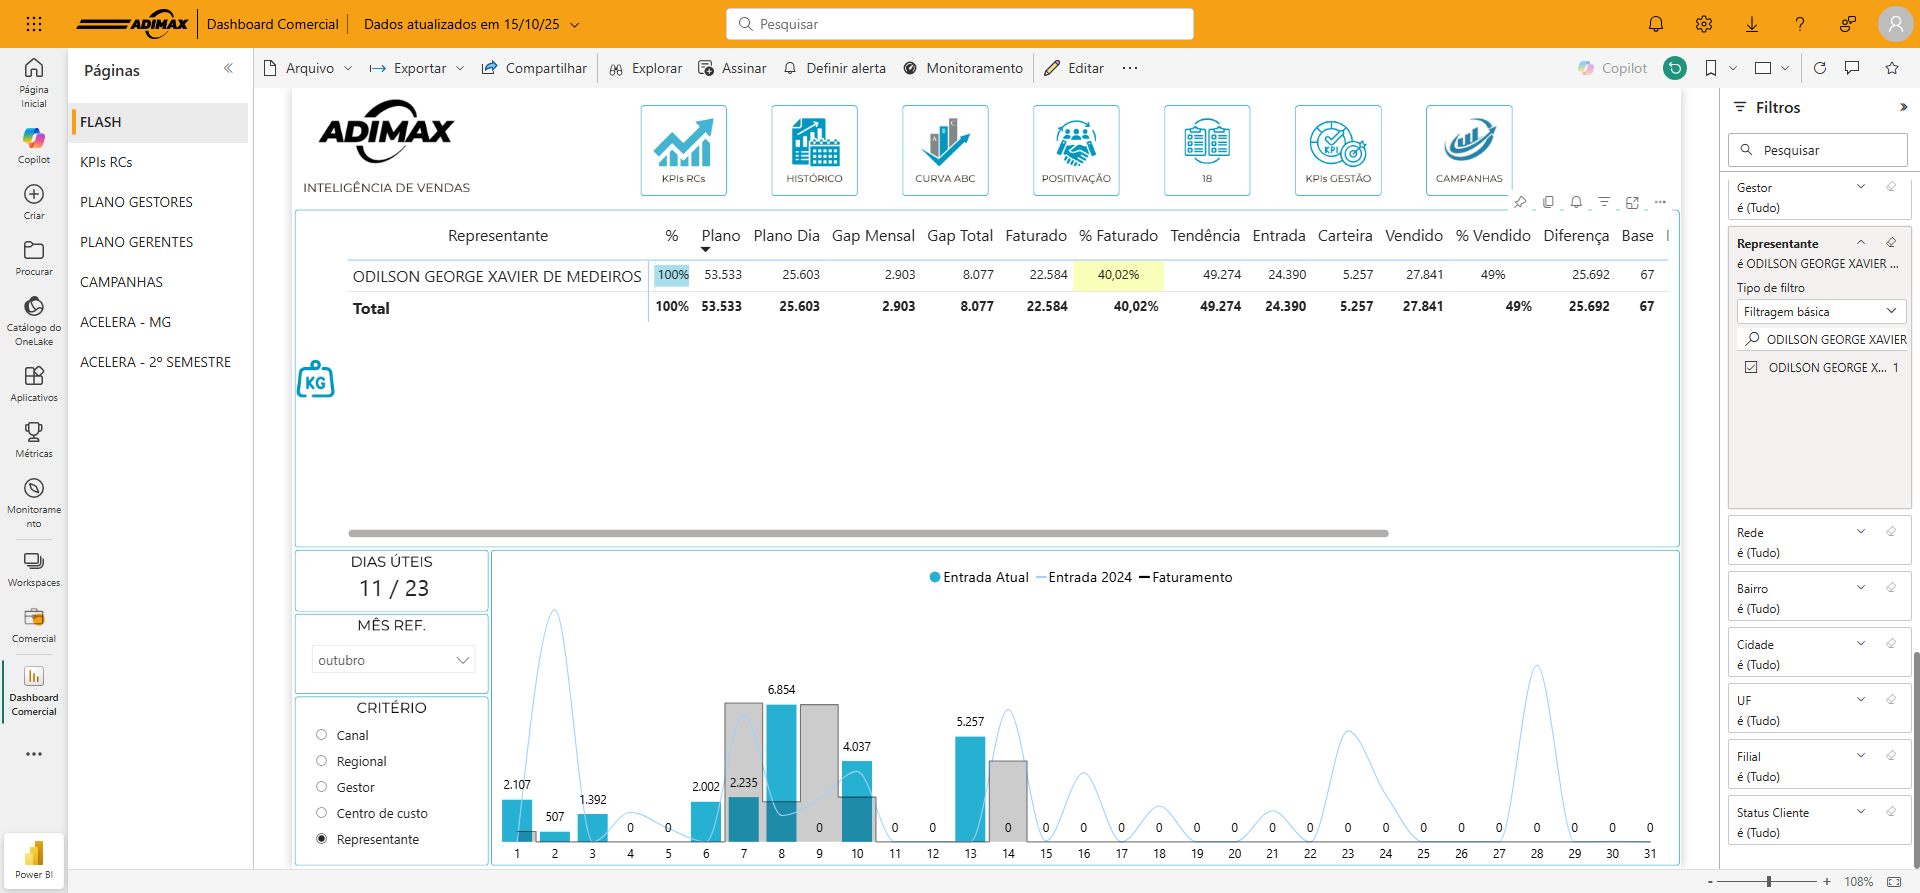 ADIMAX Dashboard Comercial Dados atualizados em 15/10/25
Pesquisar
Página Inicial
Copilot
Criar
Procurar
Catálogo do OneLake
Aplicativos
Métricas
Monitorame
nto
Workspaces
Comercial
Dashboard Comercial
Power BI
Páginas
FLASH
KPIs RCs
PLANO GESTORES
PLANO GERENTES
CAMPANHAS
ACELERA - MG
ACELERA - 2º SEMESTRE
Arquivo Exportar Compartilhar Explorar Assinar Definir alerta Monitoramento Editar ... Copilot
ADIMAX
INTELIGÊNCIA DE VENDAS
KPIs RCs
HISTÓRICO
A B C
CURVA ABC
POSITIVAÇÃO
18
KPI
KPIs GESTÃO
CAMPANHAS
Representante % Plano Plano Dia Gap Mensal Gap Total Faturado % Faturado Tendência Entrada Carteira Vendido % Vendido Diferença Base
ODILSON GEORGE XAVIER DE MEDEIROS 100% 53.533 25.603 2.903 8.077 22.584 40,02% 49.274 24.390 5.257 27.841 49% 25.692 67
Total 100% 53.533 25.603 2.903 8.077 22.584 40,02% 49.274 24.390 5.257 27.841 49% 25.692 67
KG
DIAS ÚTEIS
11 / 23
MÊS REF.
outubro
CRITÉRIO
Canal
Regional
Gestor
Centro de custo
Representante
Entrada Atual Entrada 2024 Faturamento
2.107 507 1.392 0 0 2.002 2.235 6.854 0 4.037 0 0 5.257 0 0 0 0 0 0 0 0 0 0 0 0 0 0 0 0 0 0
1 2 3 4 5 6 7 8 9 10 11 12 13 14 15 16 17 18 19 20 21 22 23 24 25 26 27 28 29 30 31
Filtros
Pesquisar
Gestor
é (Tudo)
Representante
é ODILSON GEORGE XAVIER ...
Tipo de filtro
Filtragem básica
ODILSON GEORGE XAVIER
ODILSON GEORGE X... 1
Rede
é (Tudo)
Bairro
é (Tudo)
Cidade
é (Tudo)
UF
é (Tudo)
Filial
é (Tudo)
Status Cliente
é (Tudo)
- + 108%